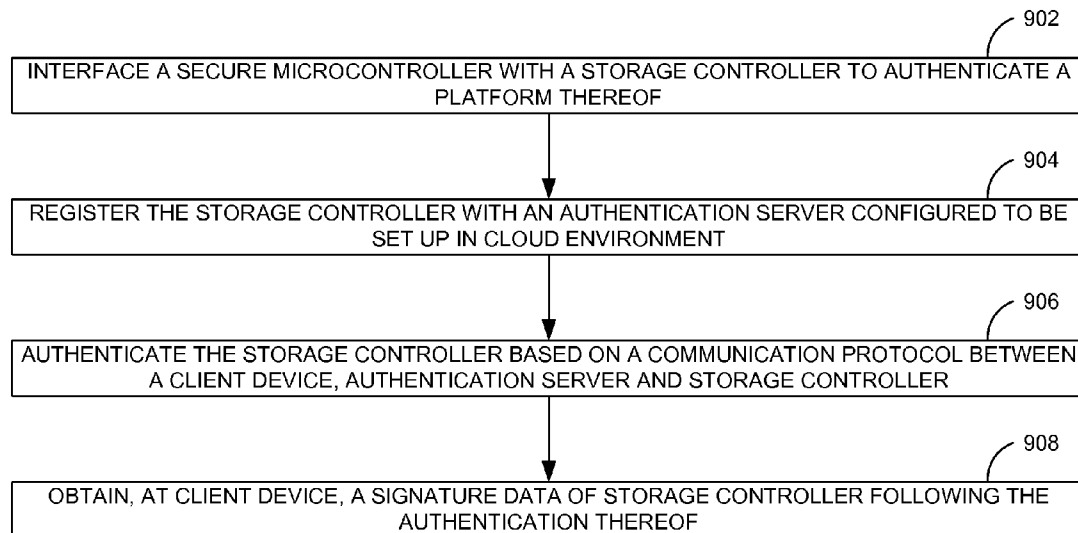 902
INTERFACE A SECURE MICROCONTROLLER WITH A STORAGE CONTROLLER TO AUTHENTICATE A
PLATFORM THEREOF
904
REGISTER THE STORAGE CONTROLLER WITH AN AUTHENTICATION SERVER CONFIGURED TO BE
SET UP IN CLOUD ENVIRONMENT
906
AUTHENTICATE THE STORAGE CONTROLLER BASED ON A COMMUNICATION PROTOCOL BETWEEN
A CLIENT DEVICE, AUTHENTICATION SERVER AND STORAGE CONTROLLER
908
OBTAIN, AT CLIENT DEVICE, A SIGNATURE DATA OF STORAGE CONTROLLER FOLLOWING THE
AUTHENTICATION THEREOF